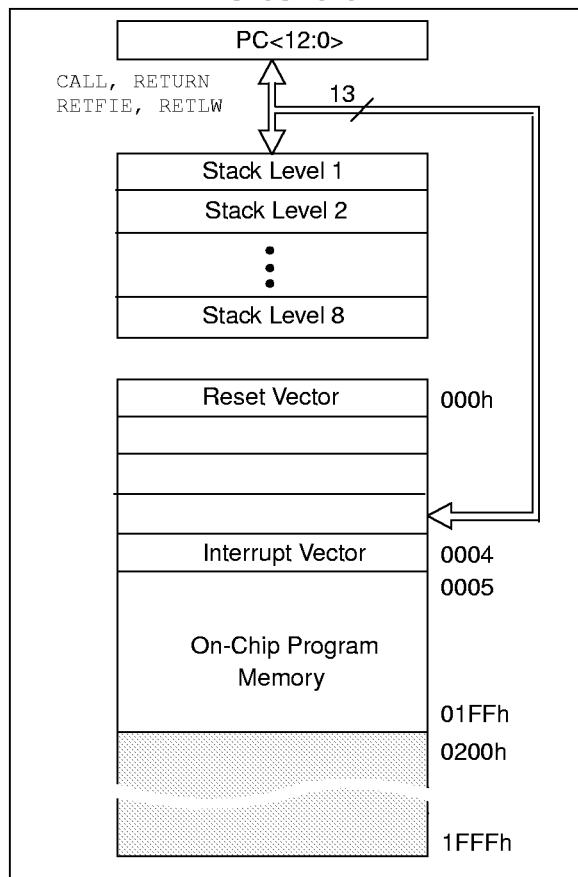 PC<12:0>
CALL, RETURN
RETFIE, RETLW
13
Stack Level 1
Stack Level 2
Stack Level 8
Reset Vector
000h
Interrupt Vector
0004
0005
On-Chip Program
Memory
01FFh
0200h
1FFFh